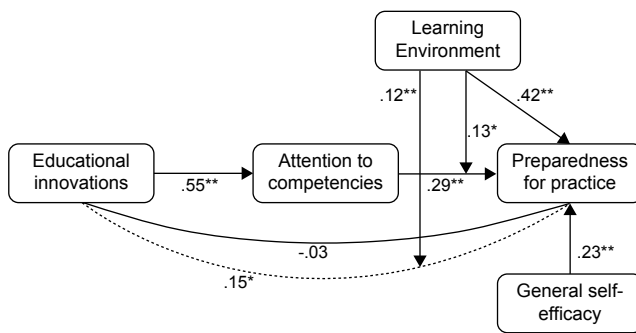 Learning
Environment
.12**
.42**
.13*
Educational
innovations
.55**
Attention to
competencies
.29**
Preparedness
for practice
-.03
.15*
.23**
General self-
efficacy